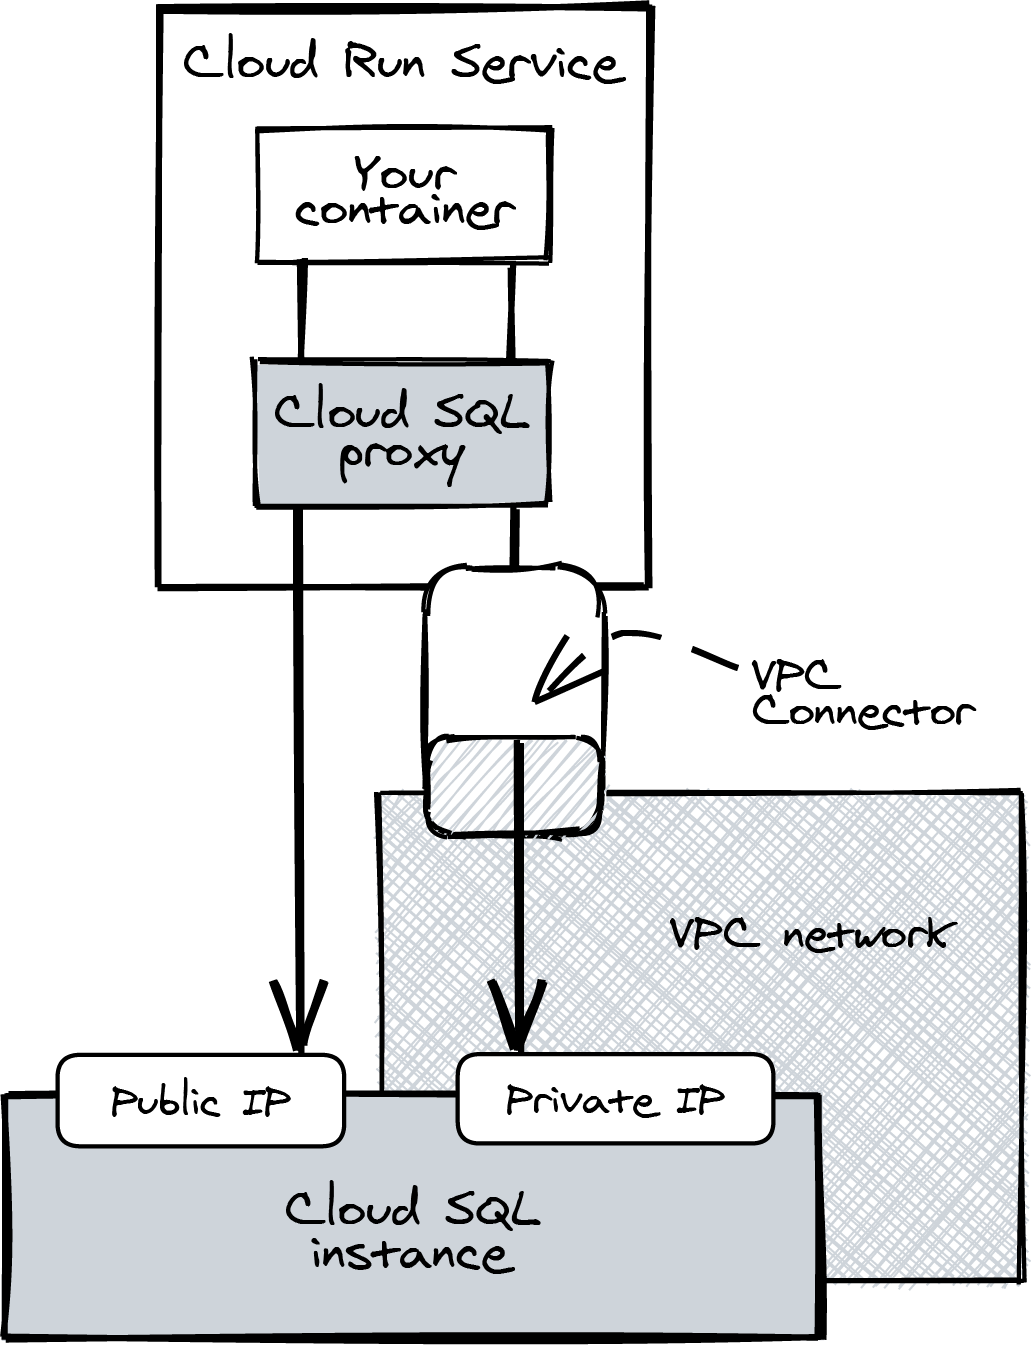 Cloud Run Service
Your
container
Cloud SQL
proxy
VPC
Connector
VPC network
Public IP
Private IP
Cloud SQL
instance